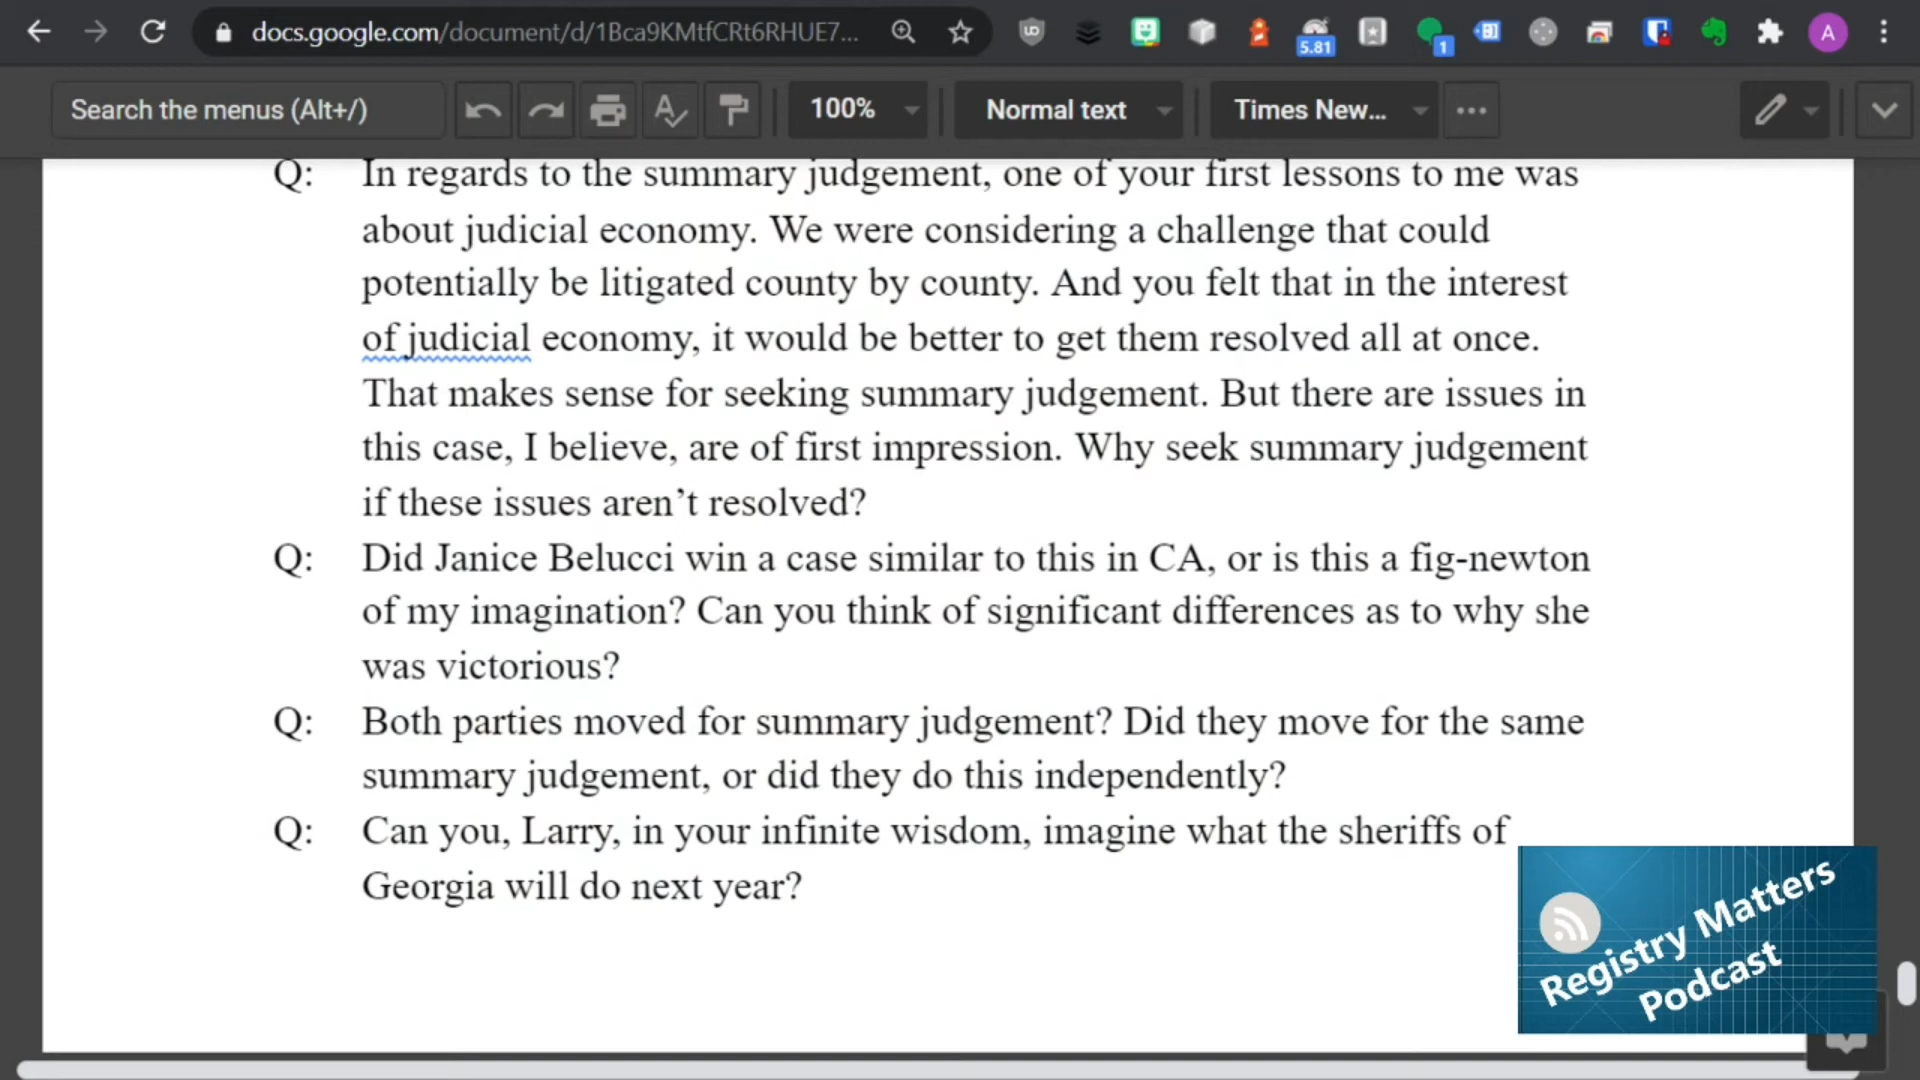 docs.google.com/document/d/1Bca9KMtfCRt6RHUE7...
UD
5.81
1
A
Search the menus (Alt+/)
100%
Normal text
Times New...
Q: In regards to the summary judgement, one of your first lessons to me was
about judicial economy. We were considering a challenge that could
potentially be litigated county by county. And you felt that in the interest
of judicial economy, it would be better to get them resolved all at once.
That makes sense for seeking summary judgement. But there are issues in
this case, I believe, are of first impression. Why seek summary judgement
if these issues aren’t resolved?
Q: Did Janice Belucci win a case similar to this in CA, or is this a fig-newton
of my imagination? Can you think of significant differences as to why she
was victorious?
Q: Both parties moved for summary judgement? Did they move for the same
summary judgement, or did they do this independently?
Q: Can you, Larry, in your infinite wisdom, imagine what the sheriffs of
Georgia will do next year?
Registry Matters
Podcast